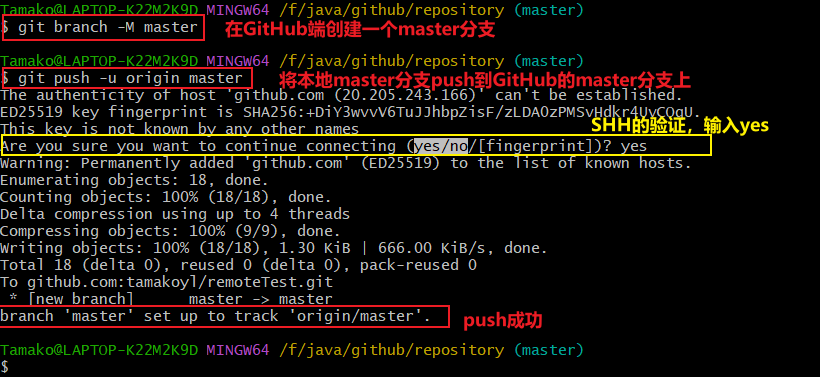 Tamako@LAPTOP-K22M2K9D MINGW64 /f/java/github/repository (master)
$ git branch -M master
在GitHub端创建一个master分支
Tamako@LAPTOP-K22M2K9D MINGW64 /f/java/github/repository (master)
$ git push -u origin master
将本地master分支push到GitHub的master分支上
The authenticity of host 'github.com (20.205.243.166)' can't be established.
ED25519 key fingerprint is SHA256:+DiY3wvvV6TuJJhbpZisF/zLDA0zPMSvHdkr4UvCOqU.
This key is not known by any other names
SHH的验证，输入yes
Are you sure you want to continue connecting (yes/no/[fingerprint])? yes
Warning: Permanently added 'github.com' (ED25519) to the list of known hosts.
Enumerating objects: 18, done.
Counting objects: 100% (18/18), done.
Delta compression using up to 4 threads
Compressing objects: 100% (9/9), done.
Writing objects: 100% (18/18), 1.30 KiB | 666.00 KiB/s, done.
Total 18 (delta 0), reused 0 (delta 0), pack-reused 0
To github.com:tamakoyl/remoteTest.git
 * [new branch]      master -> master
branch 'master' set up to track 'origin/master'.
push成功
Tamako@LAPTOP-K22M2K9D MINGW64 /f/java/github/repository (master)
$